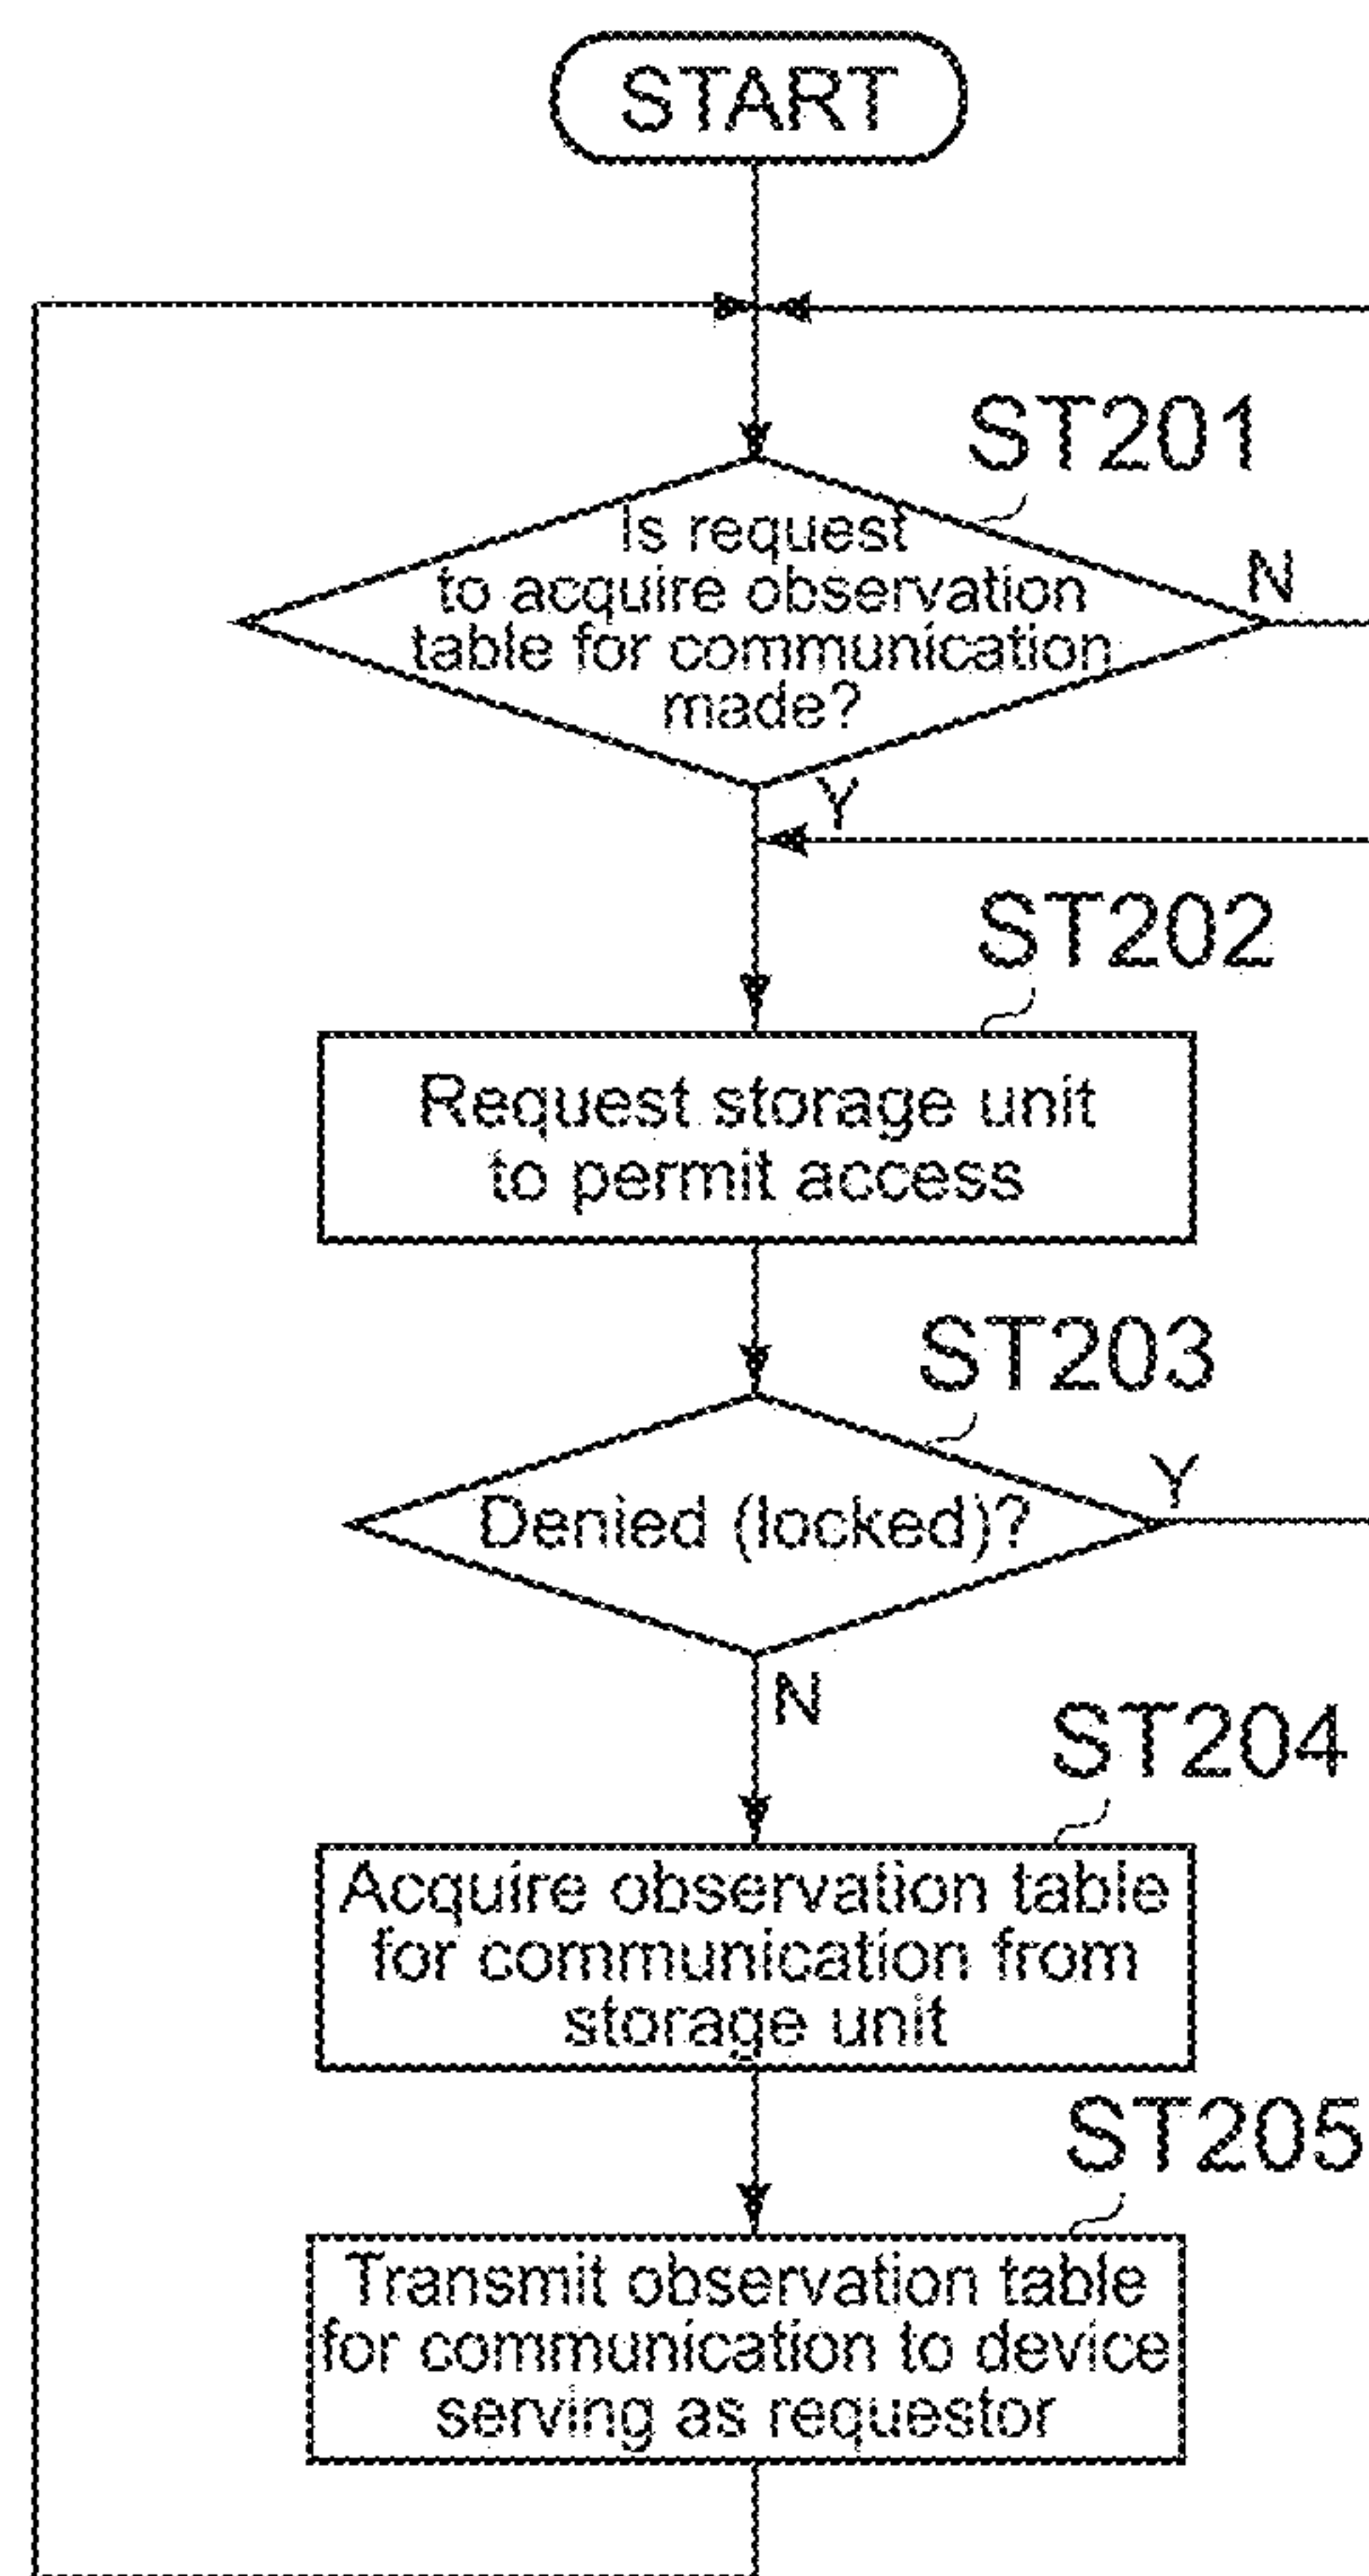 START
ST201
Is request
to acquire observation
table for communication
made?
N
Y
ST202
Request storage unit
to permit access
ST203
Denied (locked)?
Y
N
ST204
Acquire observation table
for communication from
storage unit
ST205
Transmit observation table
for communication to device
serving as requestor